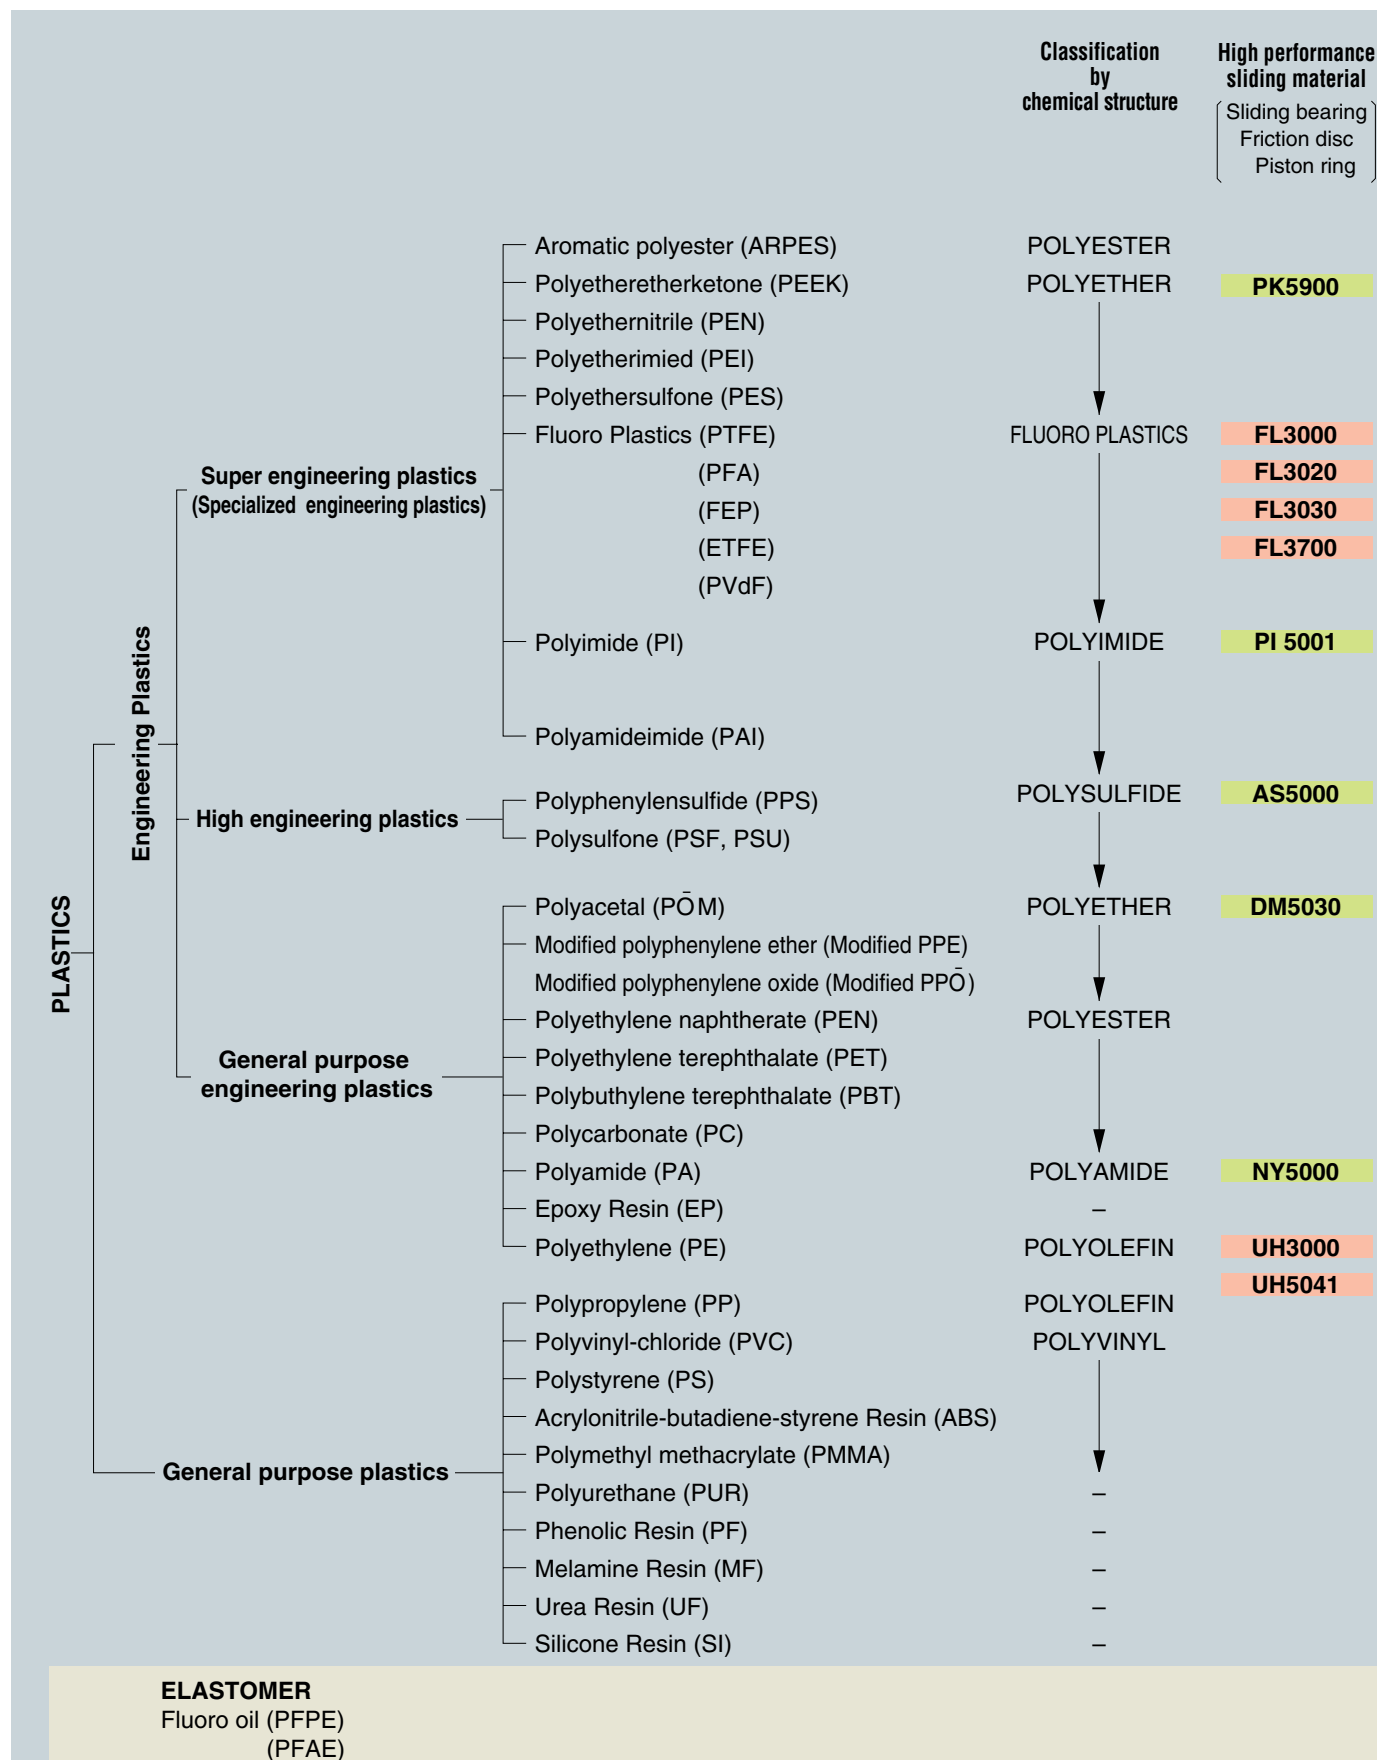 Classification
by
chemical structure
High performance
sliding material
Sliding bearing
Friction disc
Piston ring
Aromatic polyester (ARPES) POLYESTER
Polyetheretherketone (PEEK) POLYETHER PK5900
Polyethernitrile (PEN)
Polyetherimied (PEI)
Polyethersulfone (PES)
Fluoro Plastics (PTFE) FLUORO PLASTICS FL3000
Super engineering plastics
(Specialized engineering plastics)
(PFA) FL3020
(FEP) FL3030
(ETFE) FL3700
(PVdF)
Polyimide (PI) POLYIMIDE PI 5001
Engineering Plastics
Polyamideimide (PAI)
High engineering plastics
Polyphenylensulfide (PPS) POLYSULFIDE AS5000
Polysulfone (PSF, PSU)
PLASTICS
Polyacetal (PŌM) POLYETHER DM5030
Modified polyphenylene ether (Modified PPE)
Modified polyphenylene oxide (Modified PPŌ)
Polyethylene naphtherate (PEN) POLYESTER
General purpose
engineering plastics
Polyethylene terephthalate (PET)
Polybuthylene terephthalate (PBT)
Polycarbonate (PC)
Polyamide (PA) POLYAMIDE NY5000
Epoxy Resin (EP) –
Polyethylene (PE) POLYOLEFIN UH3000
UH5041
Polypropylene (PP) POLYOLEFIN
Polyvinyl-chloride (PVC) POLYVINYL
Polystyrene (PS)
Acrylonitrile-butadiene-styrene Resin (ABS)
Polymethyl methacrylate (PMMA)
General purpose plastics
Polyurethane (PUR) –
Phenolic Resin (PF) –
Melamine Resin (MF) –
Urea Resin (UF) –
Silicone Resin (SI) –
ELASTOMER
Fluoro oil (PFPE)
(PFAE)